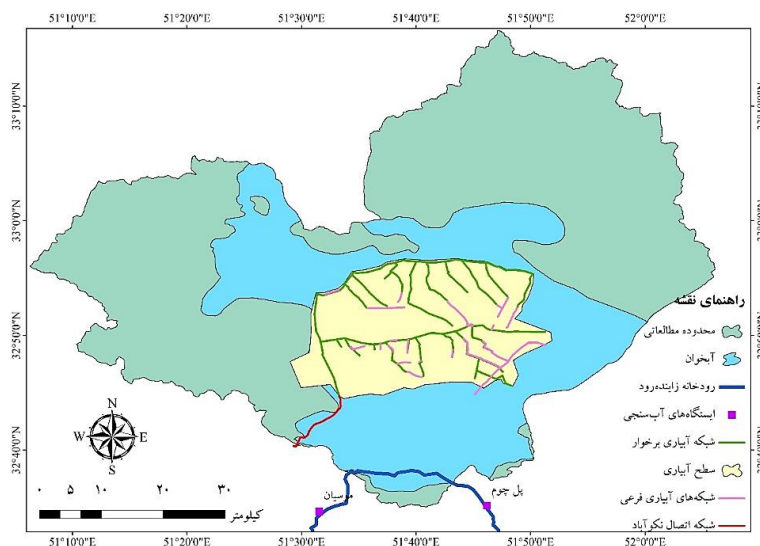 51°10'0"E 51°20'0"E 51°30'0"E 51°40'0"E 51°50'0"E 52°0'0"E
33°10'0"N
33°0'0"N
32°50'0"N
32°40'0"N
راهنمای نقشه
محدوده مطالعاتی
آبخوان
رودخانه زاینده‌رود
ایستگاه‌های آب‌سنجی
شبکه آبیاری برخوار
سطح آبیاری
شبکه‌های آبیاری فرعی
شبکه اتصال نکوآباد
N
W E
S
پل چوم
موسیان
۰ ۵ ۱۰ ۲۰ ۳۰
کیلومتر
51°10'0"E 51°20'0"E 51°30'0"E 51°40'0"E 51°50'0"E 52°0'0"E